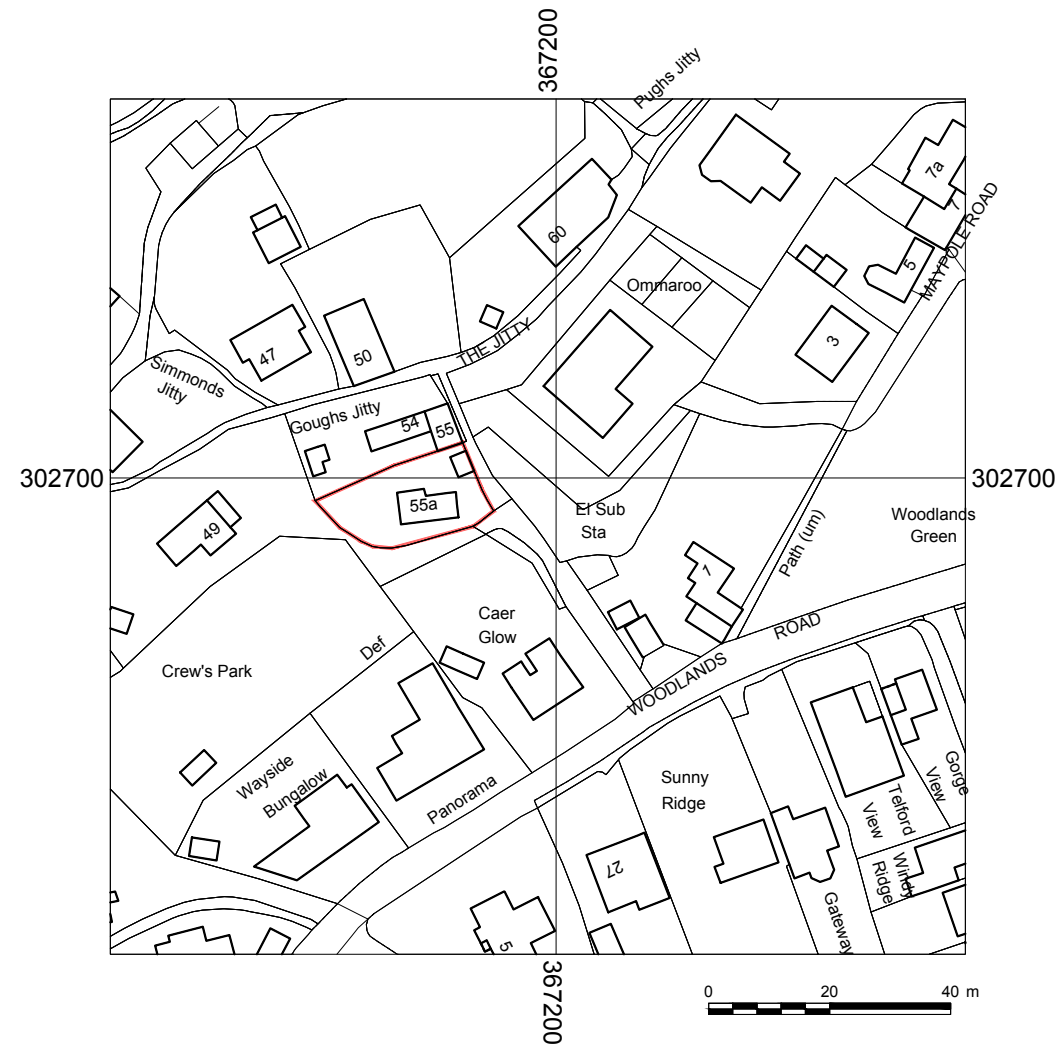 367200
Pughs Jitty
7a
7
MAYPOLE ROAD
60
5
Ommaroo
3
THE JITTY
47
50
Simmonds
Jitty
Goughs Jitty
54
55
302700
302700
55a
El Sub
Sta
49
Path (um)
Woodlands
Green
1
Caer
Glow
WOODLANDS ROAD
Def
Crew's Park
Wayside
Bungalow
Panorama
Sunny
Ridge
Gorge
View
Telford
View
Windy
Ridge
27
Gateway
5
367200
0 20 40 m